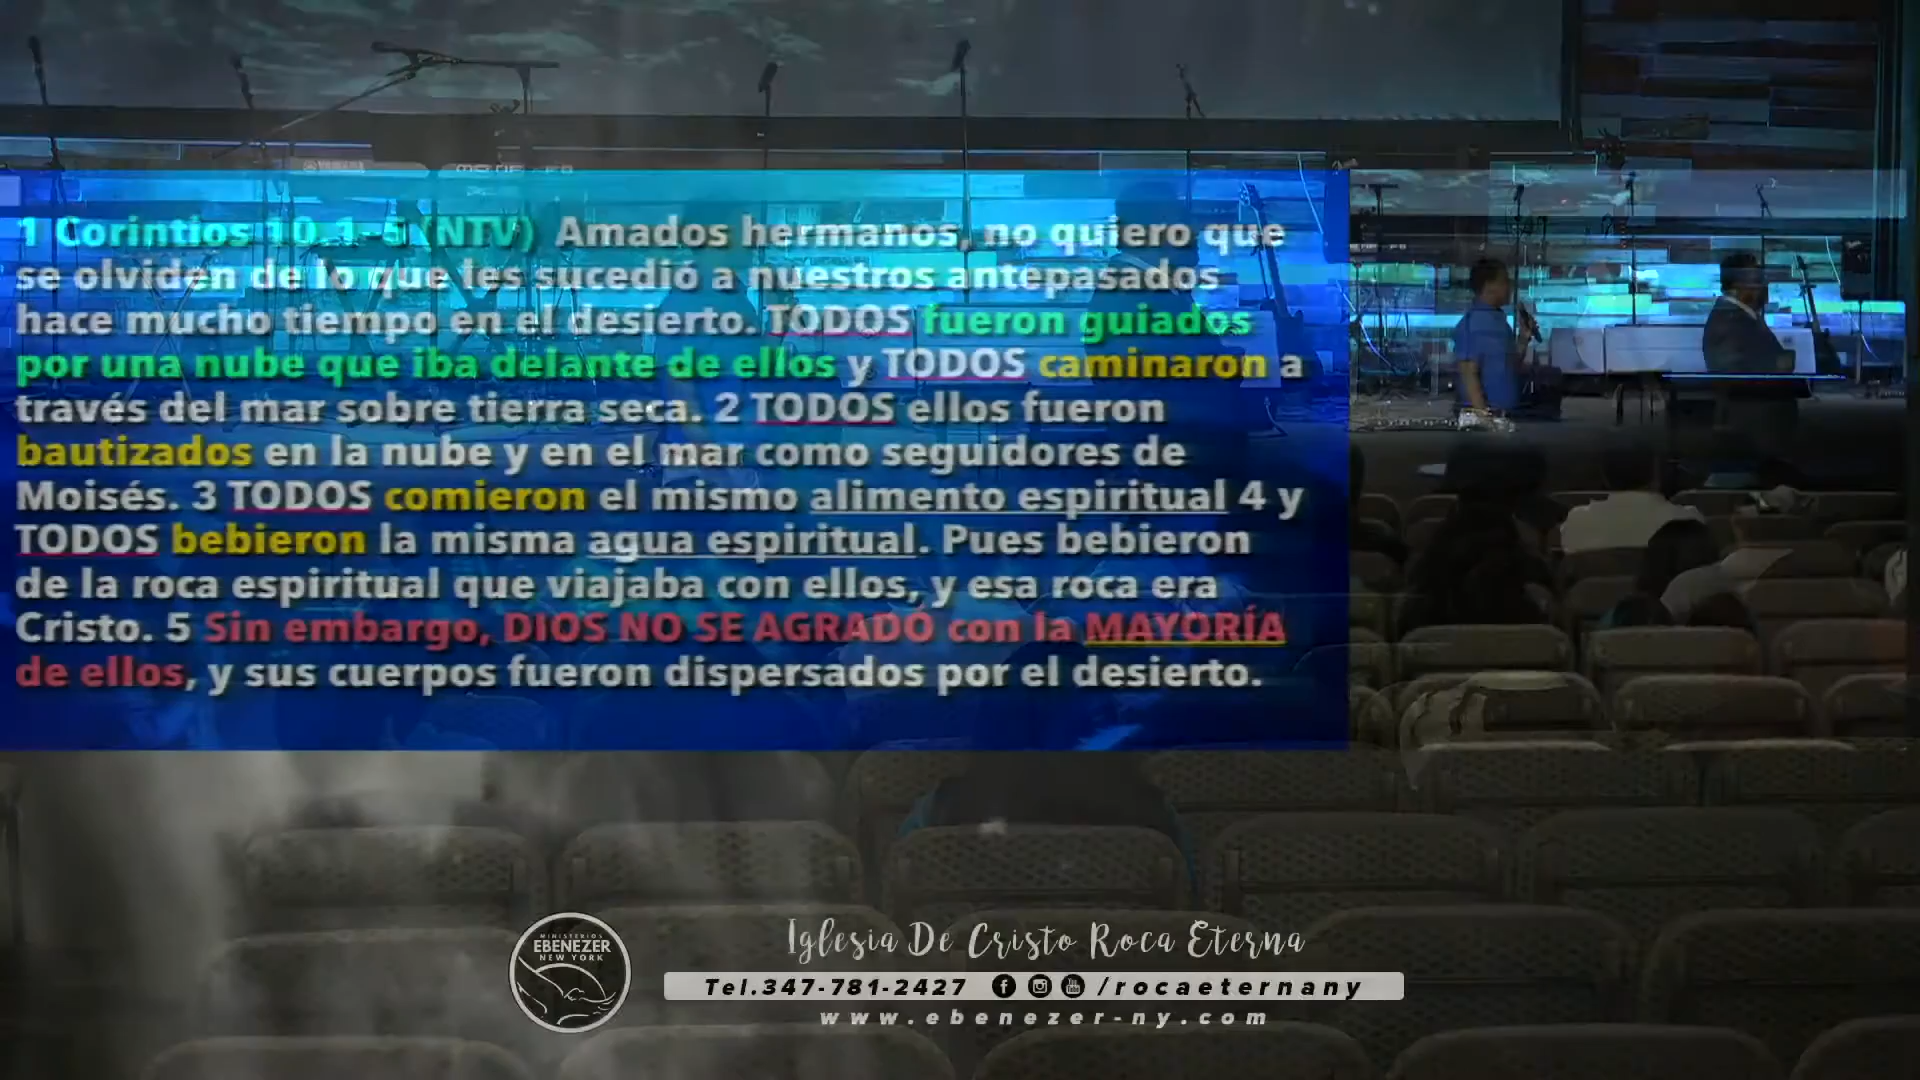 1 Corintios 10.1-5 (NTV) Amados hermanos, no quiero que
se olviden de lo que les sucedió a nuestros antepasados
hace mucho tiempo en el desierto. TODOS fueron guiados
por una nube que iba delante de ellos y TODOS caminaron a
través del mar sobre tierra seca. 2 TODOS ellos fueron
bautizados en la nube y en el mar como seguidores de
Moisés. 3 TODOS comieron el mismo alimento espiritual 4 y
TODOS bebieron la misma agua espiritual. Pues bebieron
de la roca espiritual que viajaba con ellos, y esa roca era
Cristo. 5 Sin embargo, DIOS NO SE AGRADÓ con la MAYORÍA
de ellos, y sus cuerpos fueron dispersados por el desierto.
MINISTERIOS
EBENEZER
NEW YORK
Iglesia De Cristo Roca Eterna
Tel.347-781-2427 /rocaeternany
www.ebenezer-ny.com